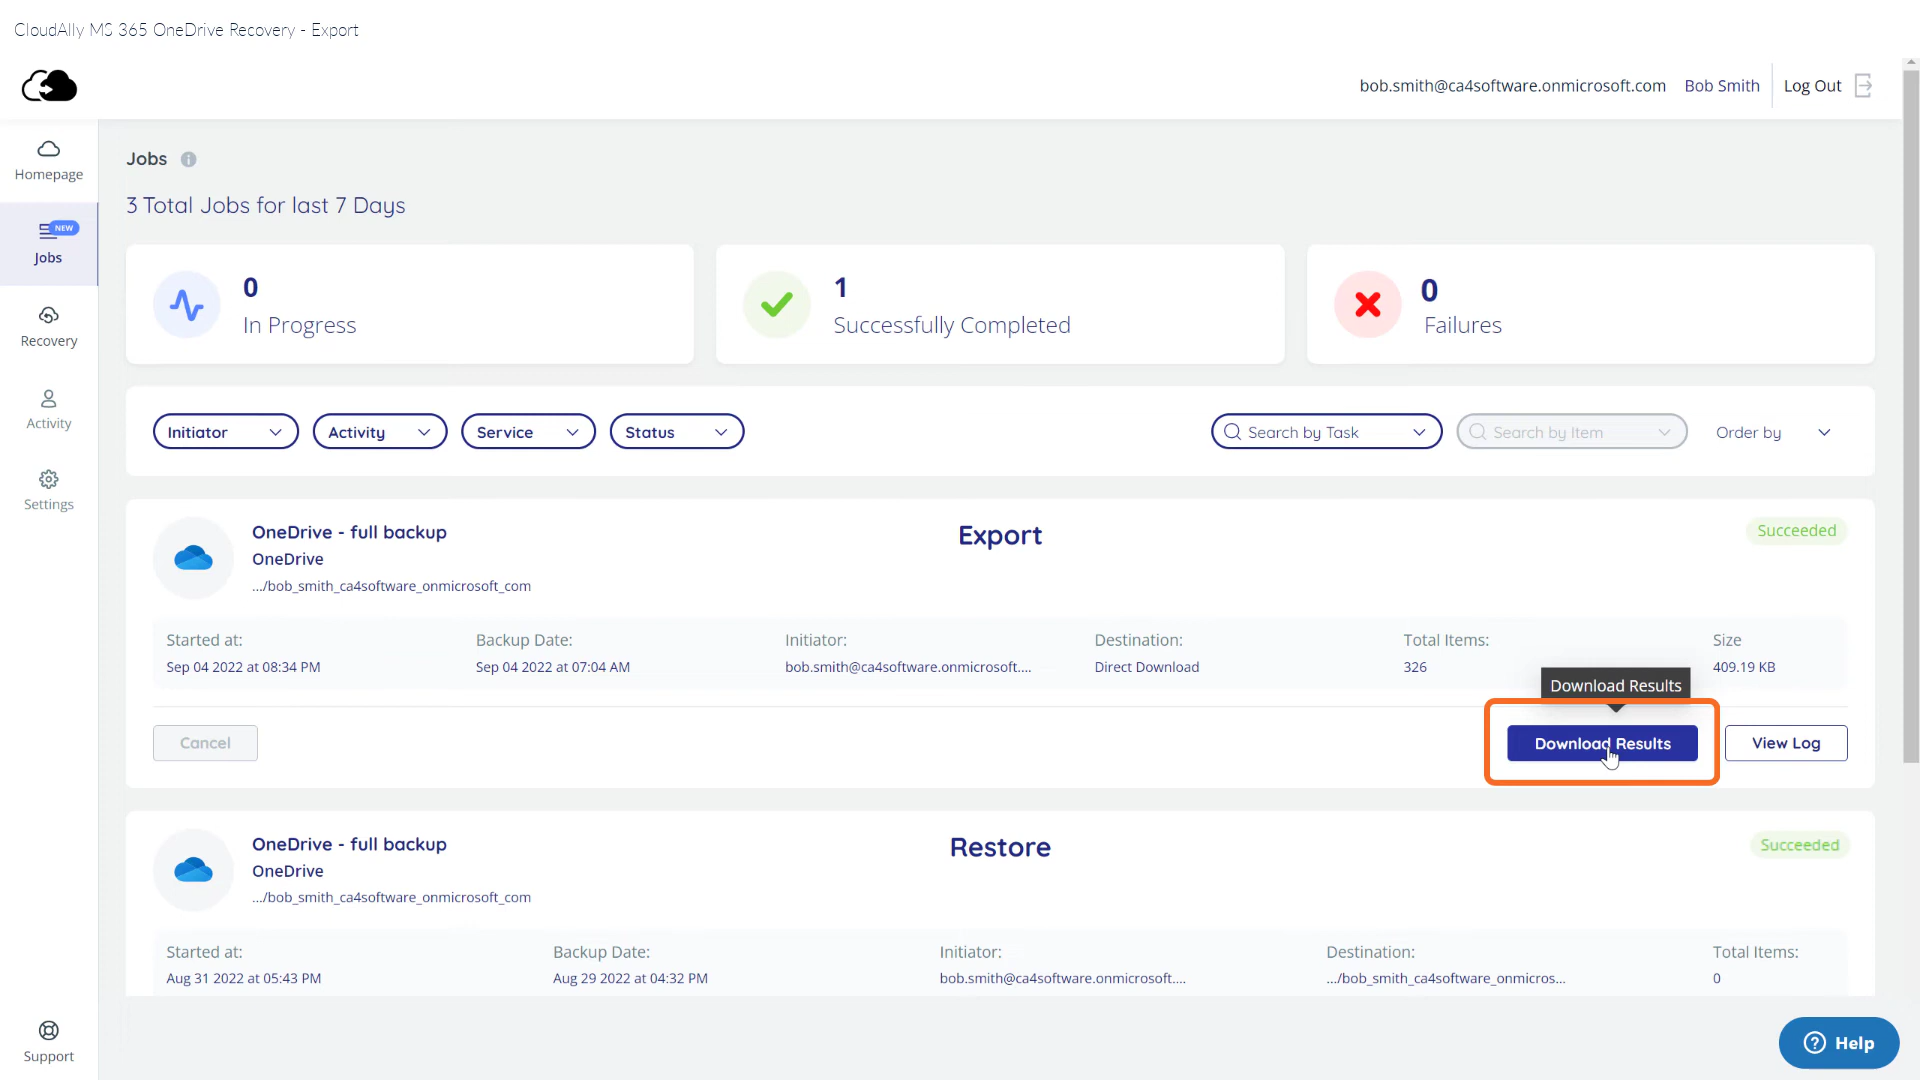 CloudAlly MS 365 OneDrive Recovery - Export
bob.smith@ca4software.onmicrosoft.com Bob Smith Log Out
Homepage
NEW
Jobs
Recovery
Activity
Settings
Support
Jobs
3 Total Jobs for last 7 Days
0
In Progress
1
Successfully Completed
0
Failures
Initiator Activity Service Status Search by Task Search by Item Order by
OneDrive - full backup
OneDrive
.../bob_smith_ca4software_onmicrosoft_com
Export
Succeeded
Started at: Backup Date: Initiator: Destination: Total Items: Size
Sep 04 2022 at 08:34 PM Sep 04 2022 at 07:04 AM bob.smith@ca4software.onmicrosoft.... Direct Download 326 409.19 KB
Download Results
Cancel Download Results View Log
OneDrive - full backup
OneDrive
.../bob_smith_ca4software_onmicrosoft_com
Restore
Succeeded
Started at: Backup Date: Initiator: Destination: Total Items:
Aug 31 2022 at 05:43 PM Aug 29 2022 at 04:32 PM bob.smith@ca4software.onmicrosoft.... .../bob_smith_ca4software_onmicros... 0
? Help